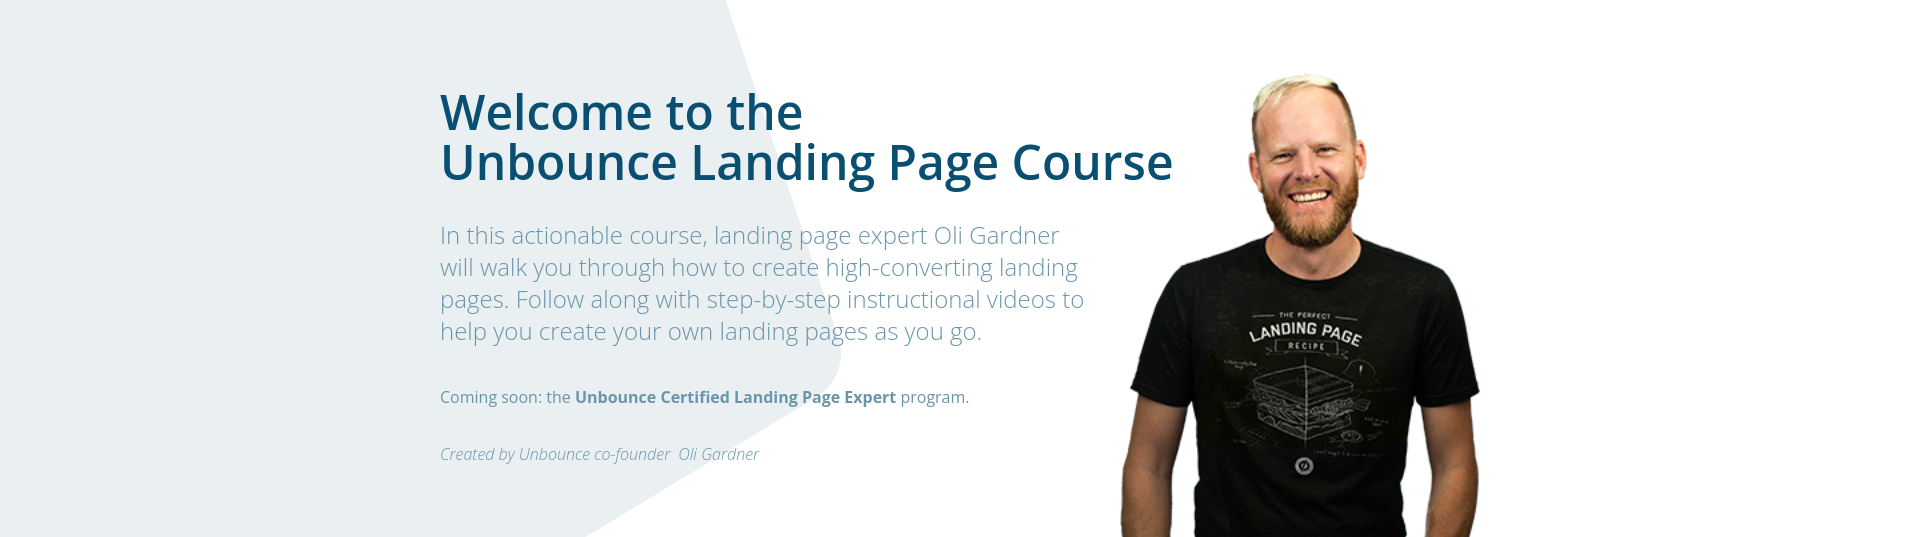 Welcome to the
Unbounce Landing Page Course
In this actionable course, landing page expert Oli Gardner
will walk you through how to create high-converting landing
pages. Follow along with step-by-step instructional videos to
help you create your own landing pages as you go.
Coming soon: the Unbounce Certified Landing Page Expert program.
Created by Unbounce co-founder Oli Gardner
THE PERFECT
LANDING PAGE
RECIPE